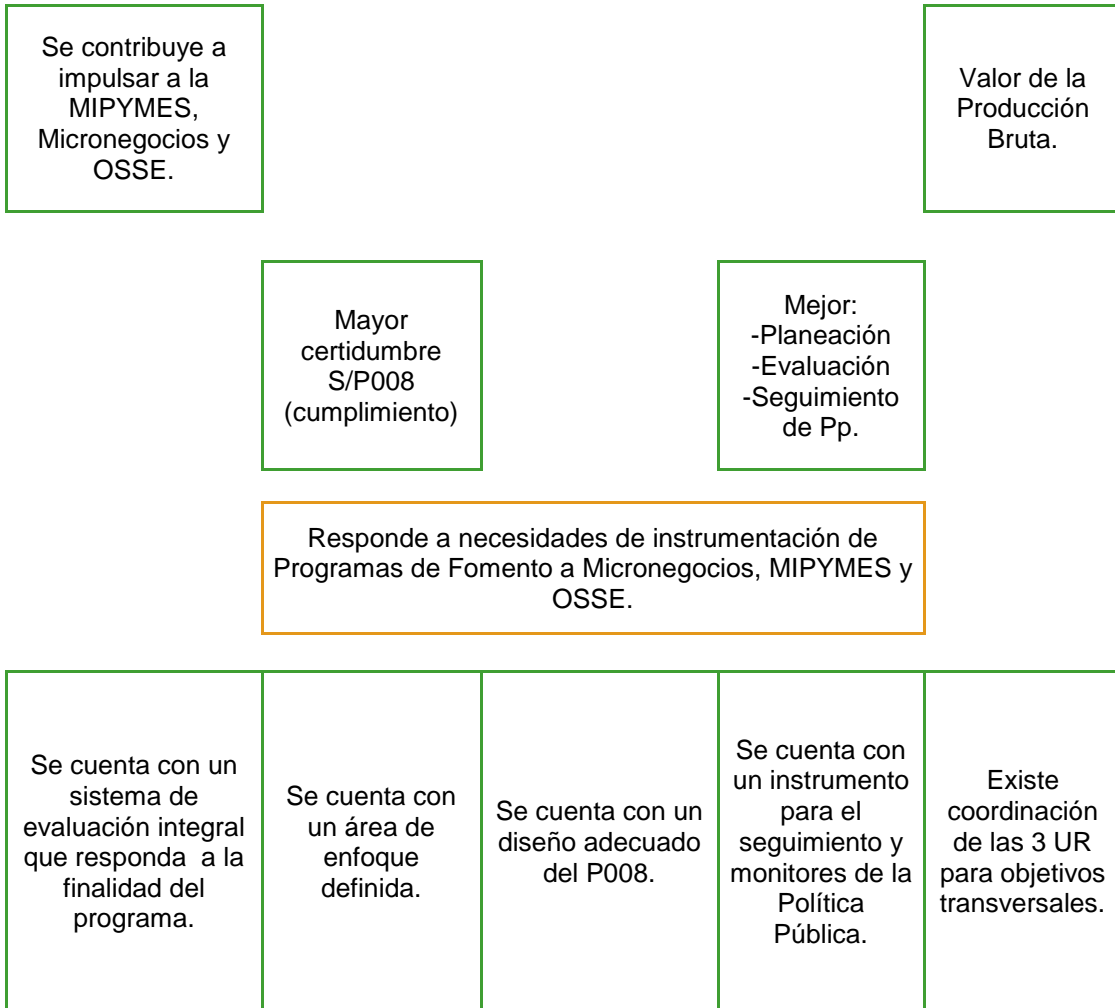 Se contribuye a
impulsar a la
MIPYMES,
Micronegocios y
OSSE.
Valor de la
Producción
Bruta.
Mayor
certidumbre
S/P008
(cumplimiento)
Mejor:
-Planeación
-Evaluación
-Seguimiento
de Pp.
Responde a necesidades de instrumentación de
Programas de Fomento a Micronegocios, MIPYMES y
OSSE.
Se cuenta con un
sistema de
evaluación integral
que responda a la
finalidad del
programa.
Se cuenta con
un área de
enfoque
definida.
Se cuenta con un
diseño adecuado
del P008.
Se cuenta con
un instrumento
para el
seguimiento y
monitores de la
Política
Pública.
Existe
coordinación
de las 3 UR
para objetivos
transversales.